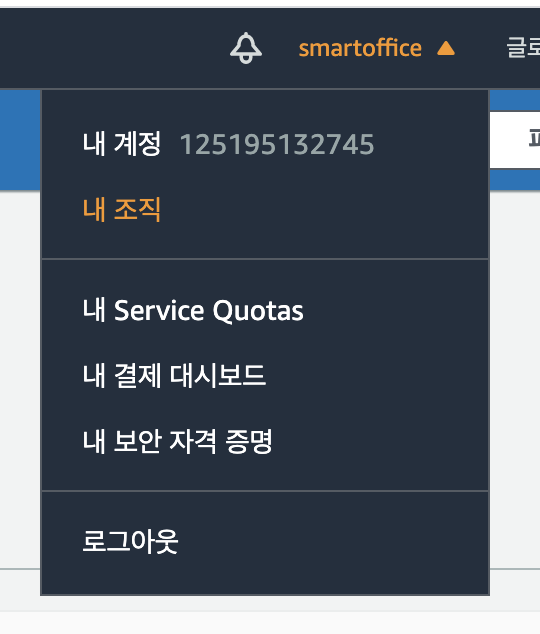 smartoffice ▲ 글로
내 계정 125195132745
내 조직
내 Service Quotas
내 결제 대시보드
내 보안 자격 증명
로그아웃